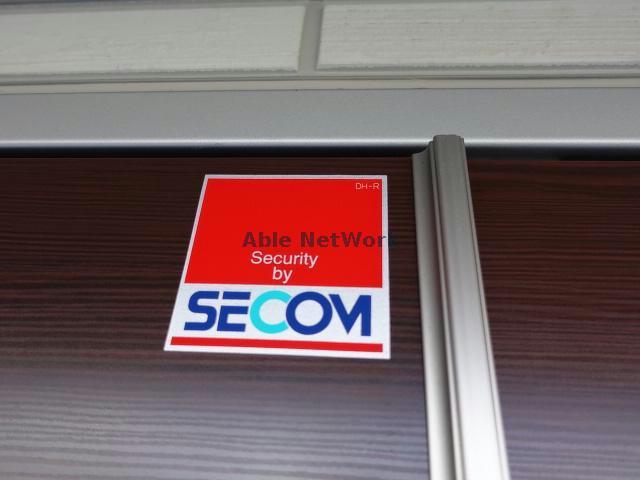 DH-R
Able NetWork
Security
by
SECOM